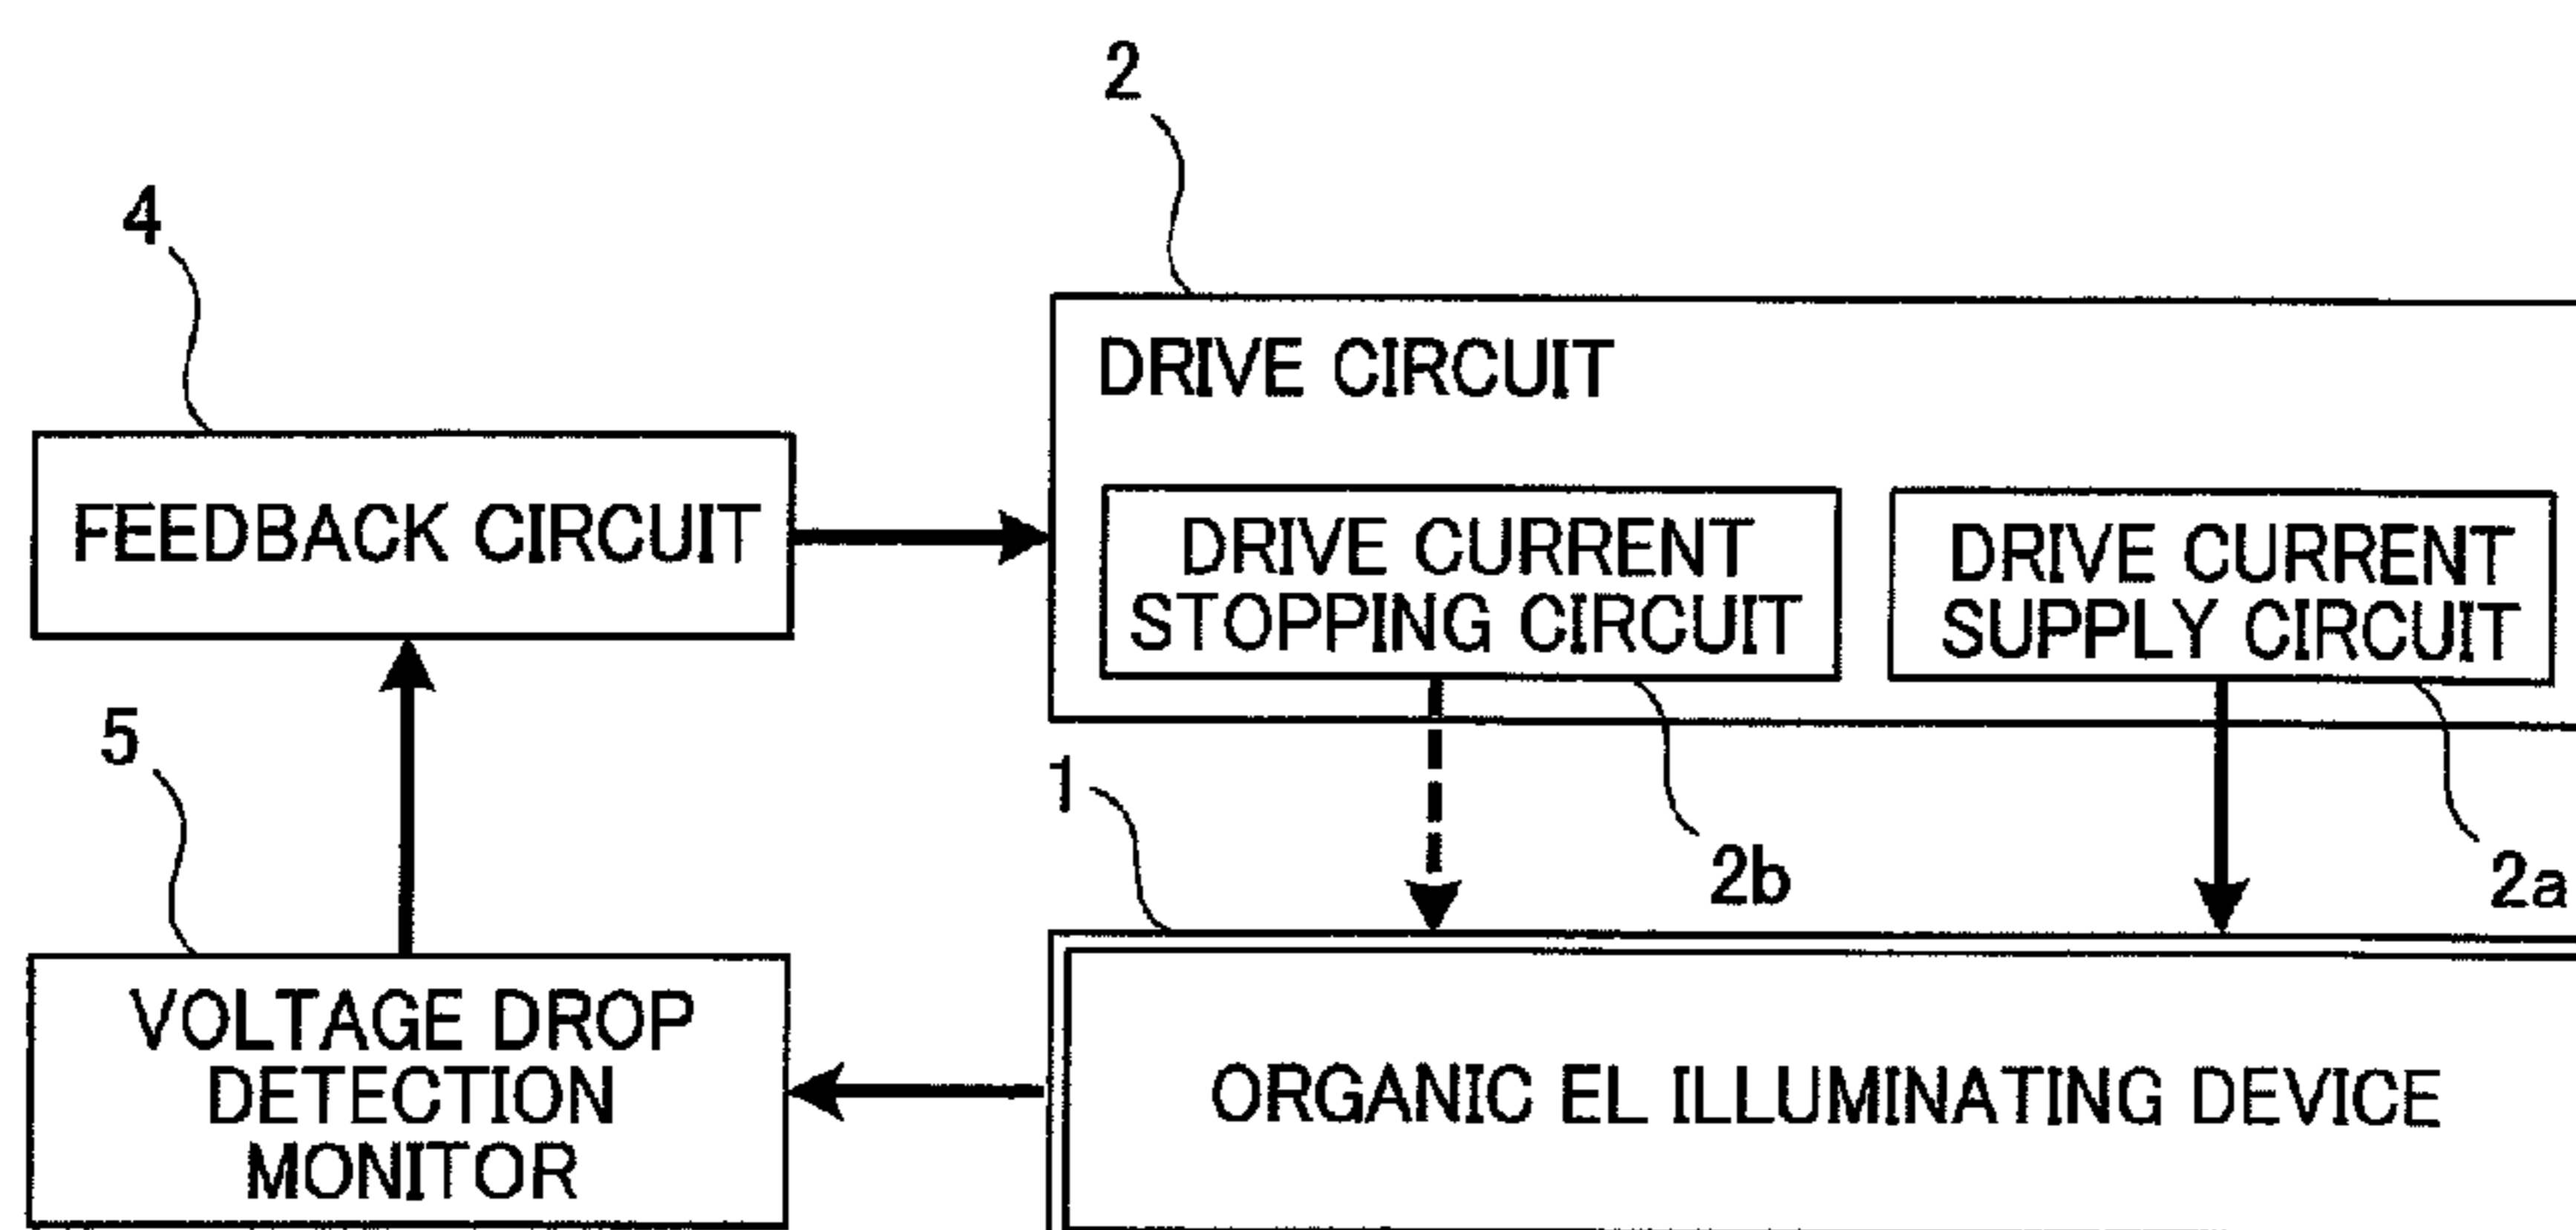 2
4
DRIVE CIRCUIT
FEEDBACK CIRCUIT
DRIVE CURRENT
STOPPING CIRCUIT
DRIVE CURRENT
SUPPLY CIRCUIT
5
1
2b
2a
VOLTAGE DROP
DETECTION
MONITOR
ORGANIC EL ILLUMINATING DEVICE